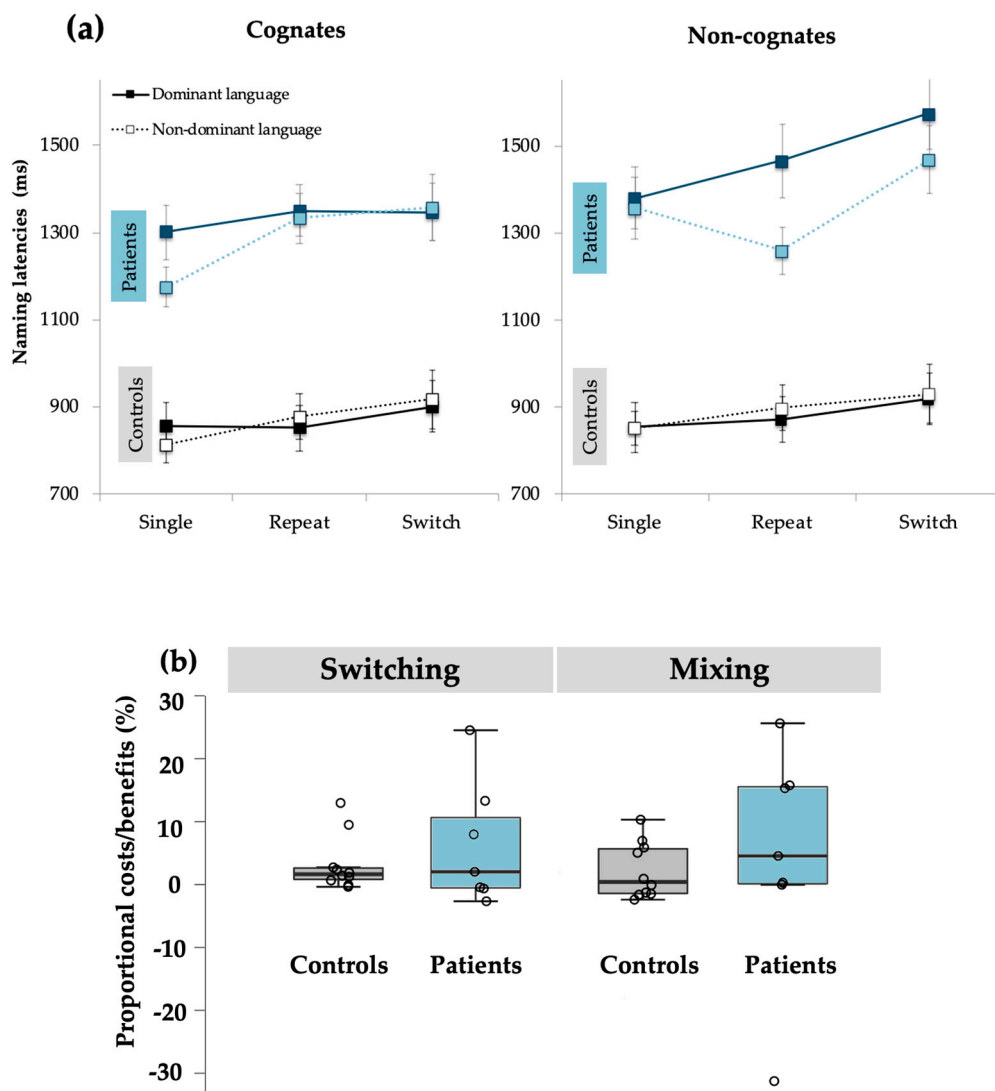 (a)
Cognates
Non-cognates
Dominant language
Non-dominant language
Naming latencies (ms)
1500
1300
1100
900
700
Patients
Controls
Single
Repeat
Switch
1500
1300
1100
900
700
Patients
Controls
Single
Repeat
Switch
(b)
Switching
Mixing
Proportional costs/benefits (%)
30
20
10
0
-10
-20
-30
Controls
Patients
Controls
Patients